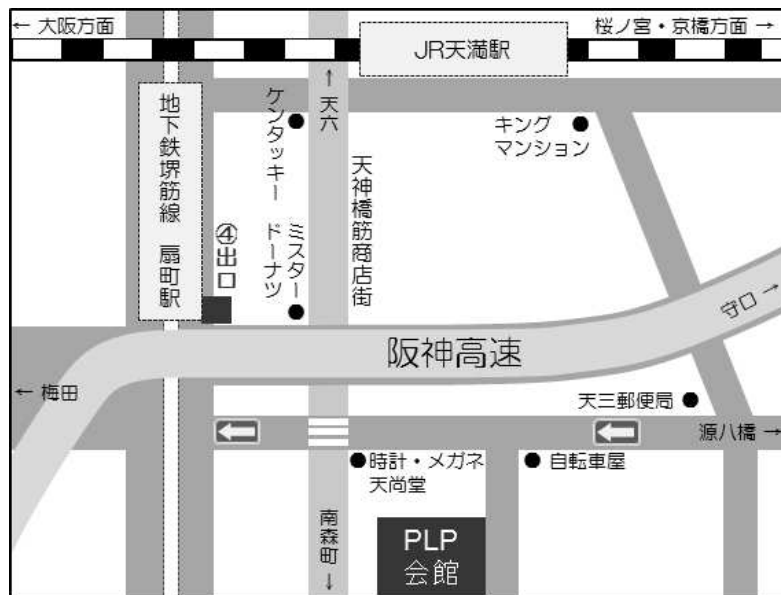 ← 大阪方面
桜ノ宮・京橋方面 →
JR天満駅
地下鉄堺筋線 扇町駅
④出口
ケンタッキー
ミスター
ドーナツ
← 天六
天神橋筋商店街
キング
マンション
守口 →
阪神高速
← 梅田
天三郵便局
源八橋 →
時計・メガネ
天尚堂
自転車屋
南森町 →
PLP
会館